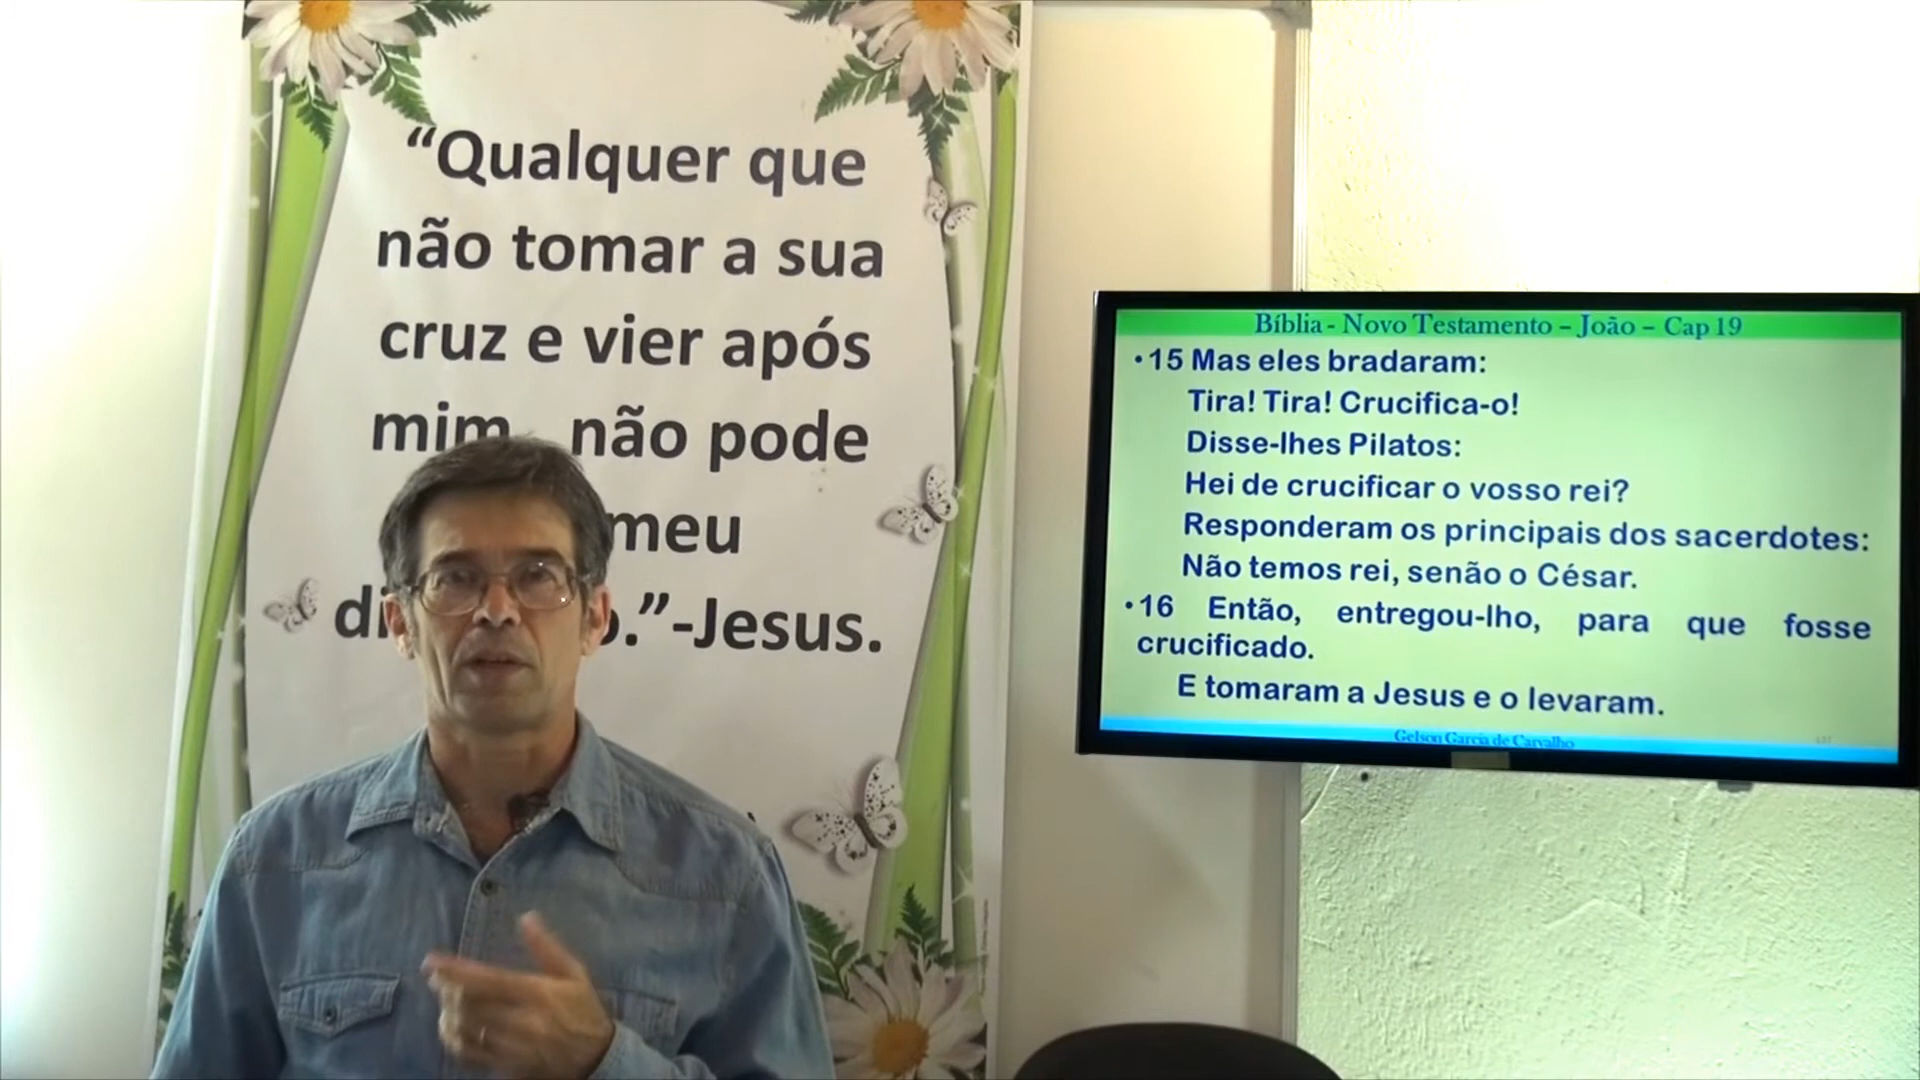 “Qualquer que
não tomar a sua
cruz e vier após
não pode
meu
-Jesus.
Bíblia - Novo Testamento – João – Cap 19
•15 Mas eles bradaram:
Tira! Tira! Crucifica-o!
Disse-lhes Pilatos:
Hei de crucificar o vosso rei?
Responderam os principais dos sacerdotes:
Não temos rei, senão o César.
•16 Então, entregou-lho, para que fosse
crucificado.
E tomaram a Jesus e o levaram.
Gelson Garcia de Carvalho